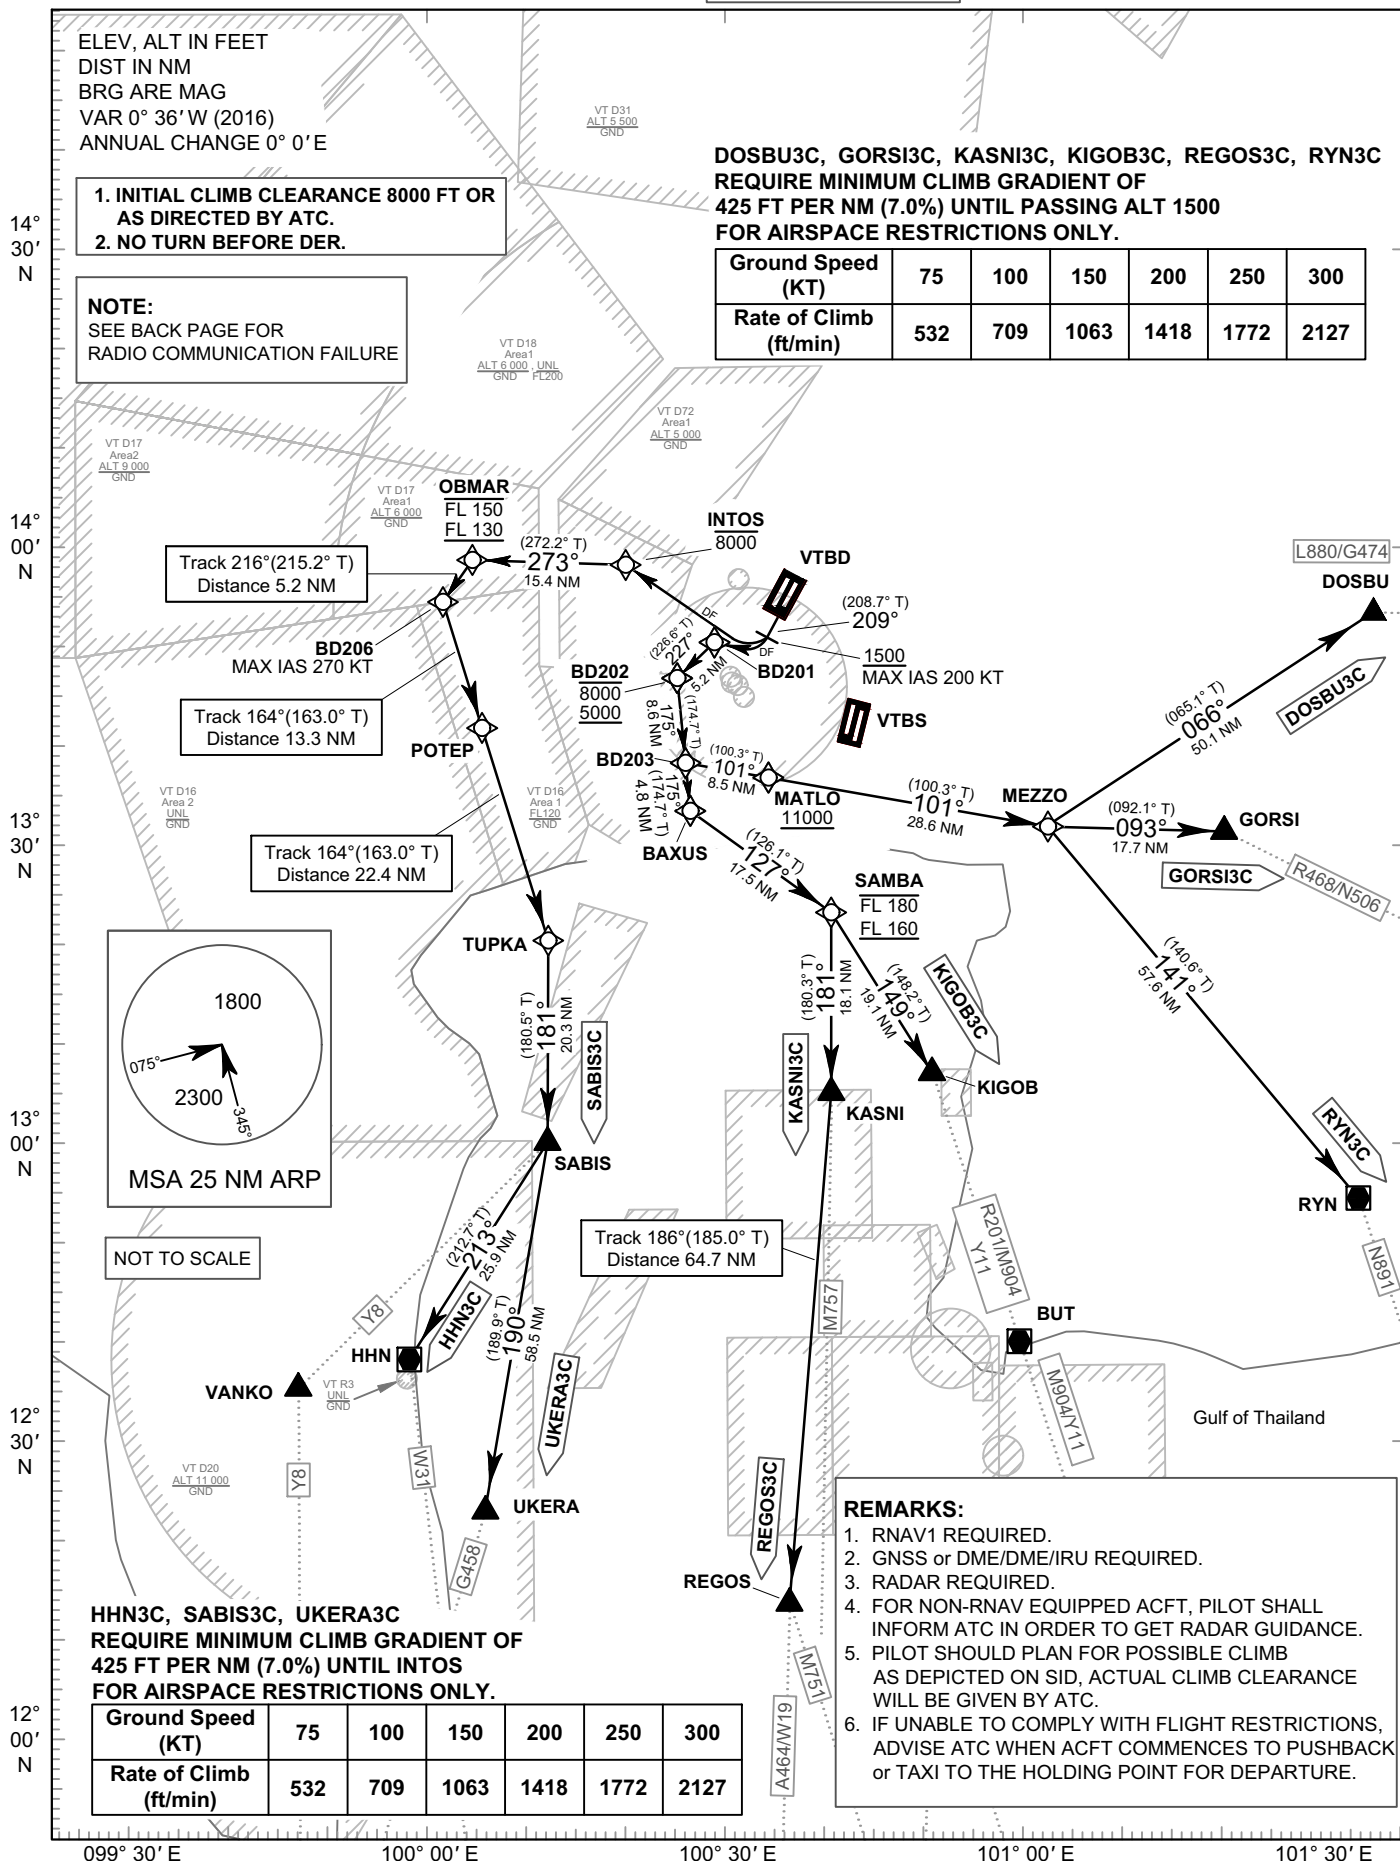 ELEV, ALT IN FEET
DIST IN NM
BRG ARE MAG
VAR 0° 36′ W (2016)
ANNUAL CHANGE 0° 0′ E
1. INITIAL CLIMB CLEARANCE 8000 FT OR
AS DIRECTED BY ATC.
2. NO TURN BEFORE DER.
NOTE:
SEE BACK PAGE FOR
RADIO COMMUNICATION FAILURE
VT D31
ALT 5 500
GND
DOSBU3C, GORSI3C, KASNI3C, KIGOB3C, REGOS3C, RYN3C
REQUIRE MINIMUM CLIMB GRADIENT OF
425 FT PER NM (7.0%) UNTIL PASSING ALT 1500
FOR AIRSPACE RESTRICTIONS ONLY.
Ground Speed (KT) 75 100 150 200 250 300
Rate of Climb (ft/min) 532 709 1063 1418 1772 2127
14° 30′ N
VT D18
Area1
ALT 6 000 , UNL
GND FL200
VT D72
Area1
ALT 5 000
GND
VT D17
Area2
ALT 9 000
GND
VT D17
Area1
ALT 6 000
GND
OBMAR
FL 150
FL 130
INTOS
8000
VTBD
14° 00′ N
(272.2° T)
273°
15.4 NM
Track 216°(215.2° T)
Distance 5.2 NM
L880/G474
DOSBU
DF
(208.7° T)
209°
1500
MAX IAS 200 KT
DF
BD206
MAX IAS 270 KT
(226.6° T)
227°
5.2 NM
BD201
BD202
8000
5000
VTBS
(065.1° T)
066°
50.1 NM
DOSBU3C
Track 164°(163.0° T)
Distance 13.3 NM
POTEP
(174.7° T)
175°
8.6 NM
BD203
(100.3° T)
101°
8.5 NM
MATLO
11000
(100.3° T)
101°
28.6 NM
MEZZO
(092.1° T)
093°
17.7 NM
GORSI
GORSI3C
R468/N506
VT D16
Area 2
UNL
GND
VT D16
Area 1
FL120
GND
175°
(174.7° T)
4.8 NM
BAXUS
13° 30′ N
Track 164°(163.0° T)
Distance 22.4 NM
(126.1° T)
127°
17.5 NM
SAMBA
FL 180
FL 160
TUPKA
(180.5° T)
181°
20.3 NM
SABIS3C
(180.3° T)
181°
18.1 NM
KASNI3C
(148.2° T)
149°
19.1 NM
KIGOB3C
KIGOB
KASNI
(140.6° T)
141°
57.6 NM
RYN3C
RYN
N891
1800
075°
2300
345°
MSA 25 NM ARP
13° 00′ N
SABIS
NOT TO SCALE
(212.7° T)
213°
25.9 NM
HHN3C
Y8
Track 186°(185.0° T)
Distance 64.7 NM
M757
R201/M904
Y11
BUT
M904/Y11
HHN
VANKO
VT R3
UNL
GND
(189.9° T)
190°
58.5 NM
UKERA3C
Gulf of Thailand
12° 30′ N
VT D20
ALT 11 000
GND
Y8
W31
UKERA
G458
REGOS3C
REGOS
M751
A464/W19
HHN3C, SABIS3C, UKERA3C
REQUIRE MINIMUM CLIMB GRADIENT OF
425 FT PER NM (7.0%) UNTIL INTOS
FOR AIRSPACE RESTRICTIONS ONLY.
12° 00′ N
Ground Speed (KT) 75 100 150 200 250 300
Rate of Climb (ft/min) 532 709 1063 1418 1772 2127
REMARKS:
1. RNAV1 REQUIRED.
2. GNSS or DME/DME/IRU REQUIRED.
3. RADAR REQUIRED.
4. FOR NON-RNAV EQUIPPED ACFT, PILOT SHALL
INFORM ATC IN ORDER TO GET RADAR GUIDANCE.
5. PILOT SHOULD PLAN FOR POSSIBLE CLIMB
AS DEPICTED ON SID, ACTUAL CLIMB CLEARANCE
WILL BE GIVEN BY ATC.
6. IF UNABLE TO COMPLY WITH FLIGHT RESTRICTIONS,
ADVISE ATC WHEN ACFT COMMENCES TO PUSHBACK
or TAXI TO THE HOLDING POINT FOR DEPARTURE.
099° 30′ E 100° 00′ E 100° 30′ E 101° 00′ E 101° 30′ E